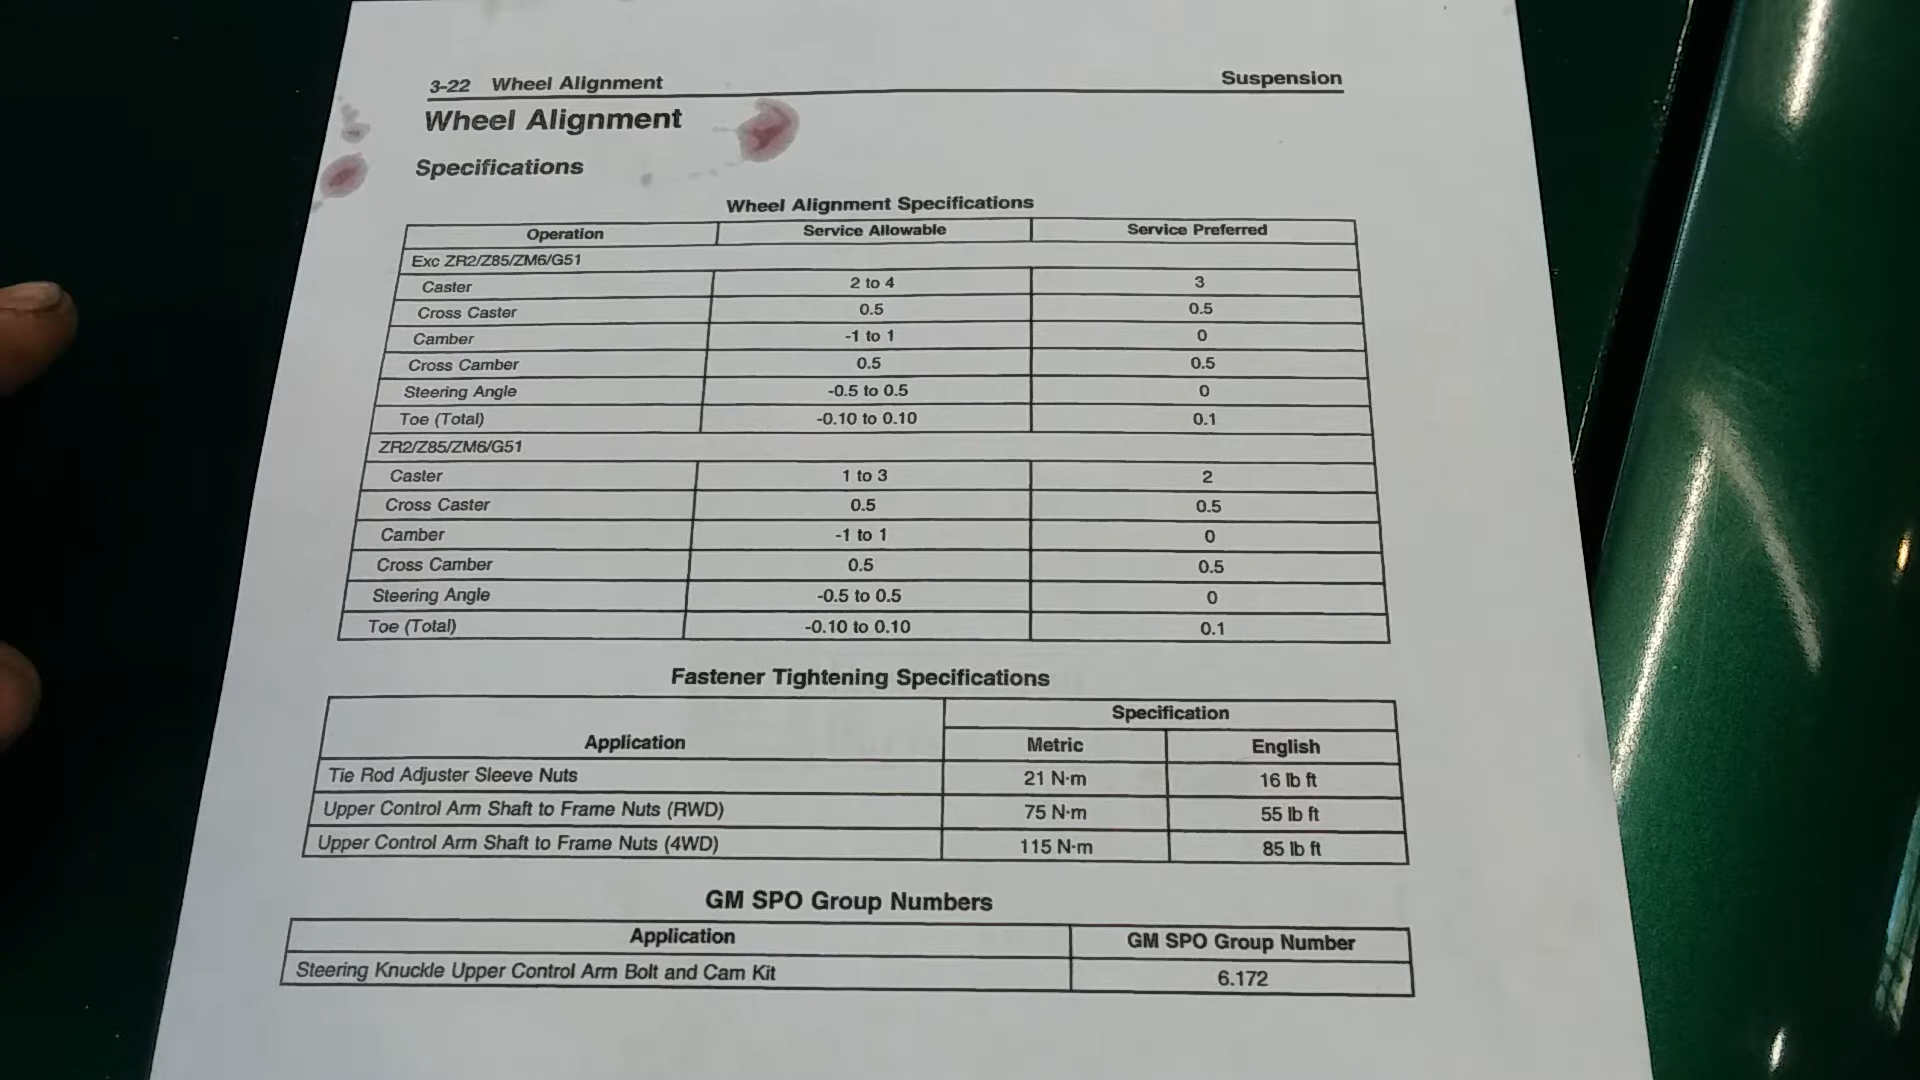 3-22 Wheel Alignment Suspension
Wheel Alignment
Specifications
Wheel Alignment Specifications
Operation Service Allowable Service Preferred
Exc ZR2/Z85/ZM6/G51
Caster 2 to 4 3
Cross Caster 0.5 0.5
Camber -1 to 1 0
Cross Camber 0.5 0.5
Steering Angle -0.5 to 0.5 0
Toe (Total) -0.10 to 0.10 0.1
ZR2/Z85/ZM6/G51
Caster 1 to 3 2
Cross Caster 0.5 0.5
Camber -1 to 1 0
Cross Camber 0.5 0.5
Steering Angle -0.5 to 0.5 0
Toe (Total) -0.10 to 0.10 0.1
Fastener Tightening Specifications
Specification
Application Metric English
Tie Rod Adjuster Sleeve Nuts 21 N·m 16 lb ft
Upper Control Arm Shaft to Frame Nuts (RWD) 75 N·m 55 lb ft
Upper Control Arm Shaft to Frame Nuts (4WD) 115 N·m 85 lb ft
GM SPO Group Numbers
Application GM SPO Group Number
Steering Knuckle Upper Control Arm Bolt and Cam Kit 6.172